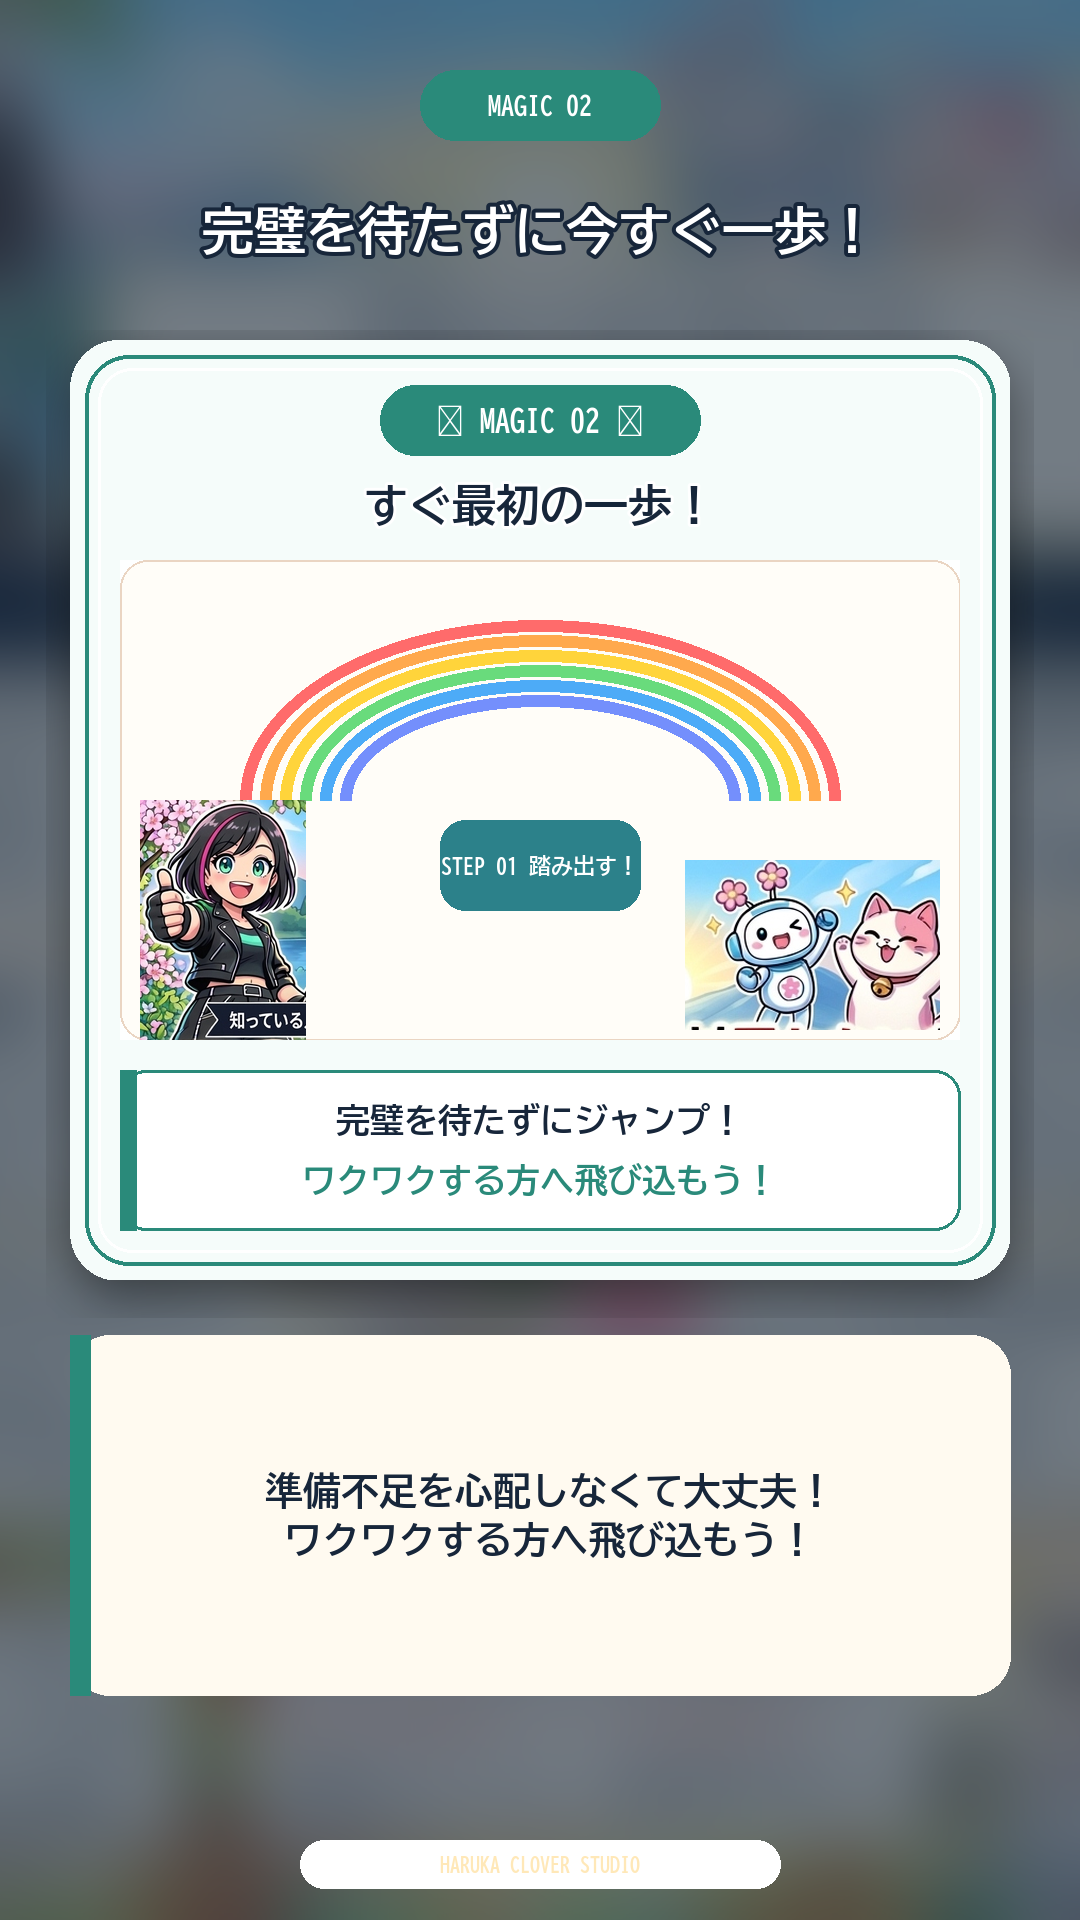 MAGIC 02
完璧を待たずに今すぐ一歩！
MAGIC 02
すぐ最初の一歩！
STEP 01 踏み出す！
知っている
完璧を待たずにジャンプ！
ワクワクする方へ飛び込もう！
準備不足を心配しなくて大丈夫！
ワクワクする方へ飛び込もう！
HARUKA CLOVER STUDIO